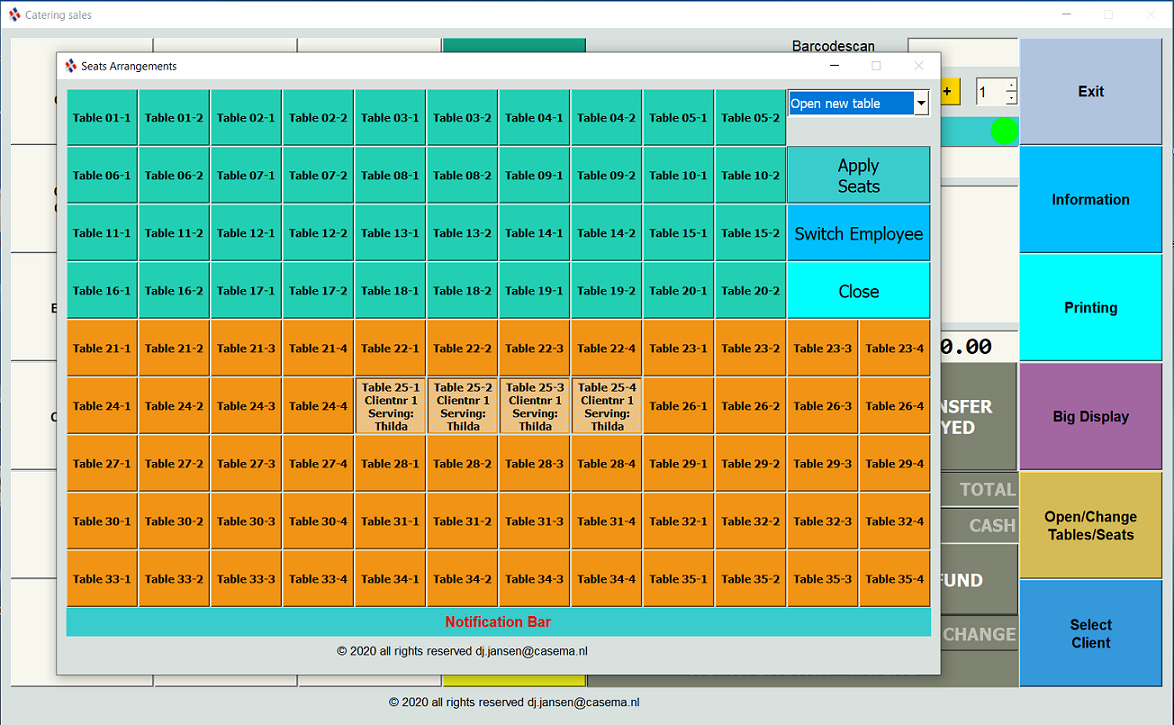 Catering sales
Barcodescan
Seats Arrangements
Table 01-1 Table 01-2 Table 02-1 Table 02-2 Table 03-1 Table 03-2 Table 04-1 Table 04-2 Table 05-1 Table 05-2 Open new table
+ 1
Exit
Table 06-1 Table 06-2 Table 07-1 Table 07-2 Table 08-1 Table 08-2 Table 09-1 Table 09-2 Table 10-1 Table 10-2
Apply
Seats
Information
Table 11-1 Table 11-2 Table 12-1 Table 12-2 Table 13-1 Table 13-2 Table 14-1 Table 14-2 Table 15-1 Table 15-2 Switch Employee
Table 16-1 Table 16-2 Table 17-1 Table 17-2 Table 18-1 Table 18-2 Table 19-1 Table 19-2 Table 20-1 Table 20-2 Close
Printing
Table 21-1 Table 21-2 Table 21-3 Table 21-4 Table 22-1 Table 22-2 Table 22-3 Table 22-4 Table 23-1 Table 23-2 Table 23-3 Table 23-4
0.00
Table 24-1 Table 24-2 Table 24-3 Table 24-4
Table 25-1
Clientnr 1
Serving:
Thilda
Table 25-2
Clientnr 1
Serving:
Thilda
Table 25-3
Clientnr 1
Serving:
Thilda
Table 25-4
Clientnr 1
Serving:
Thilda
Table 26-1 Table 26-2 Table 26-3 Table 26-4
NSFER
YED
Big Display
Table 27-1 Table 27-2 Table 27-3 Table 27-4 Table 28-1 Table 28-2 Table 28-3 Table 28-4 Table 29-1 Table 29-2 Table 29-3 Table 29-4
TOTAL
Table 30-1 Table 30-2 Table 30-3 Table 30-4 Table 31-1 Table 31-2 Table 31-3 Table 31-4 Table 32-1 Table 32-2 Table 32-3 Table 32-4
CASH
Open/Change
Tables/Seats
Table 33-1 Table 33-2 Table 33-3 Table 33-4 Table 34-1 Table 34-2 Table 34-3 Table 34-4 Table 35-1 Table 35-2 Table 35-3 Table 35-4
FUND
Notification Bar
CHANGE
Select
Client
© 2020 all rights reserved dj.jansen@casema.nl
© 2020 all rights reserved dj.jansen@casema.nl